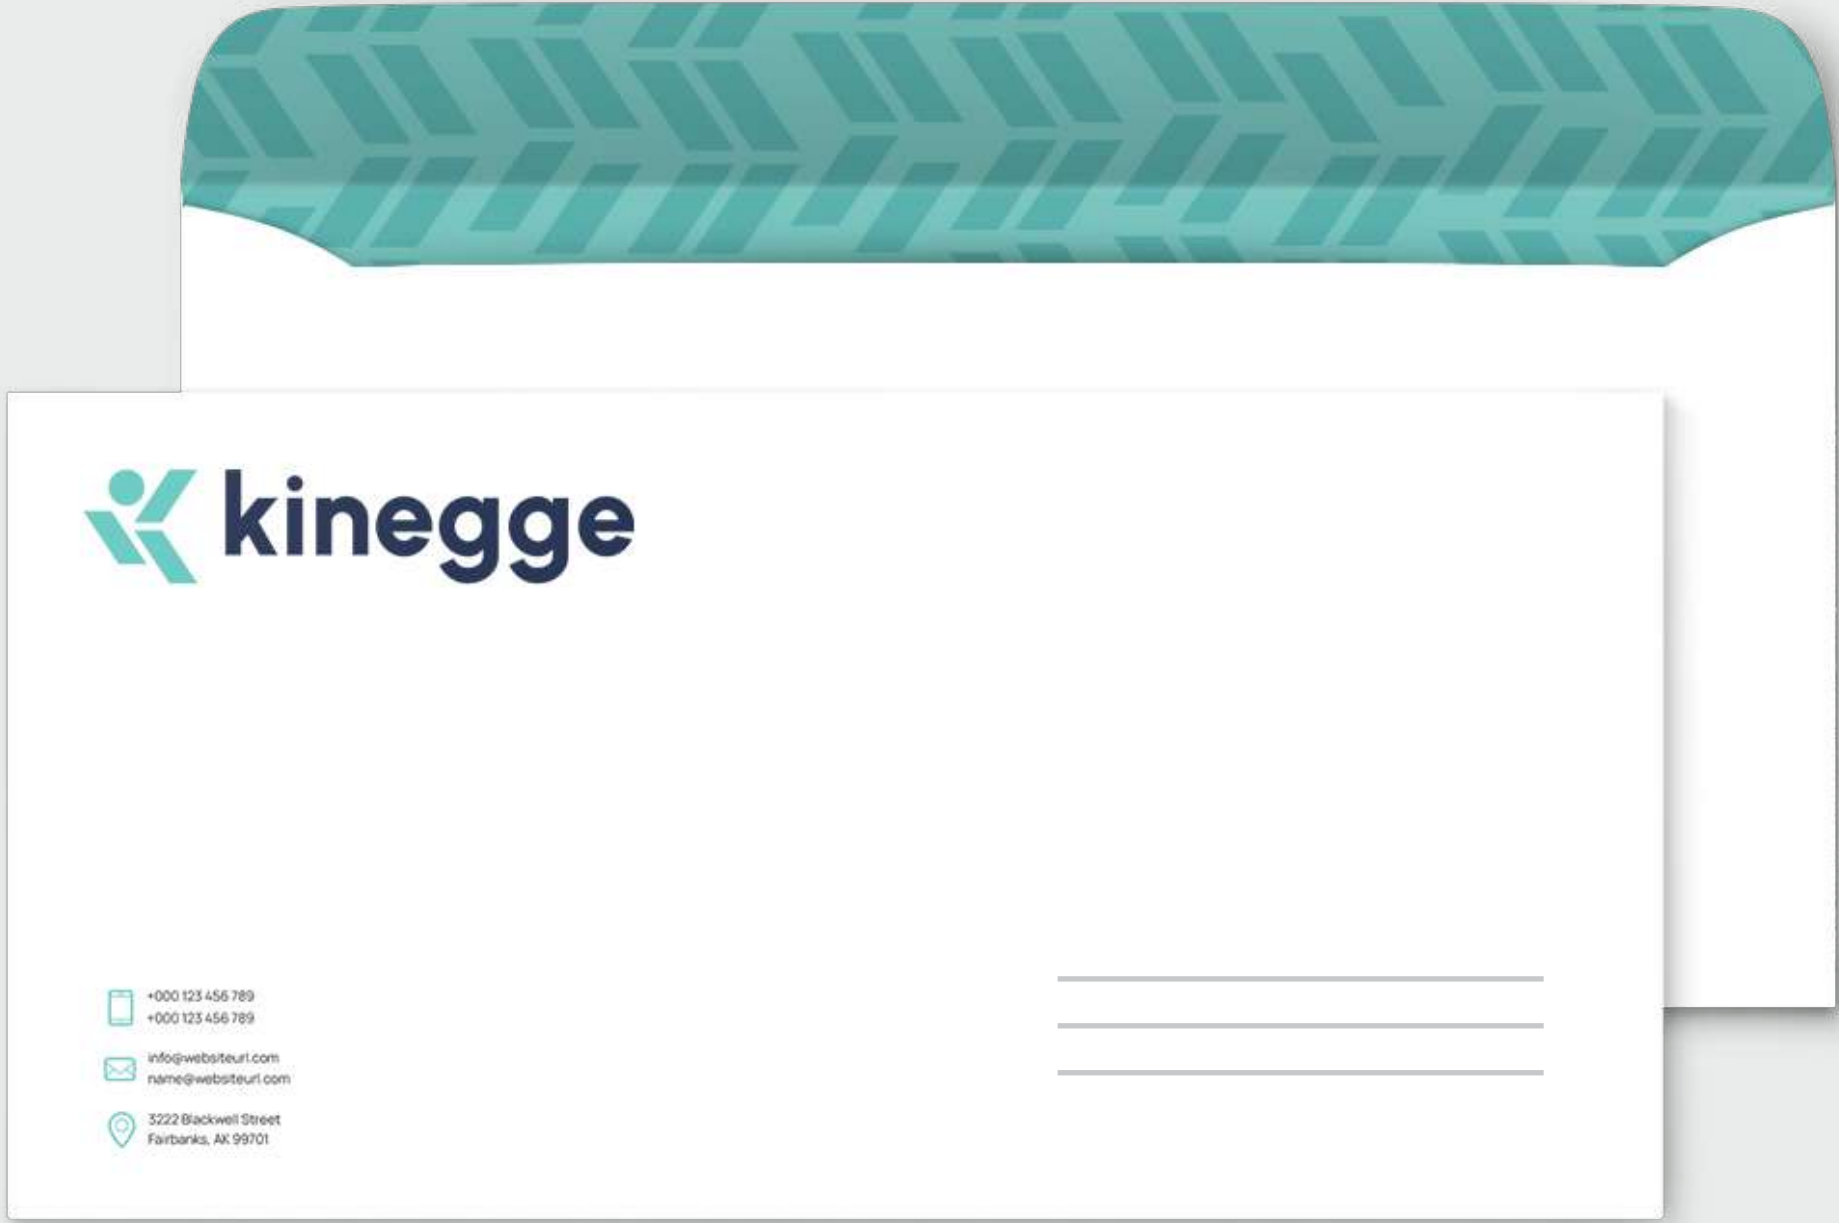 kinegge
+000 123 456 789
+000 123 456 789
info@websiteurl.com
name@websiteurl.com
3222 Blackwell Street
Fairbanks, AK 99701